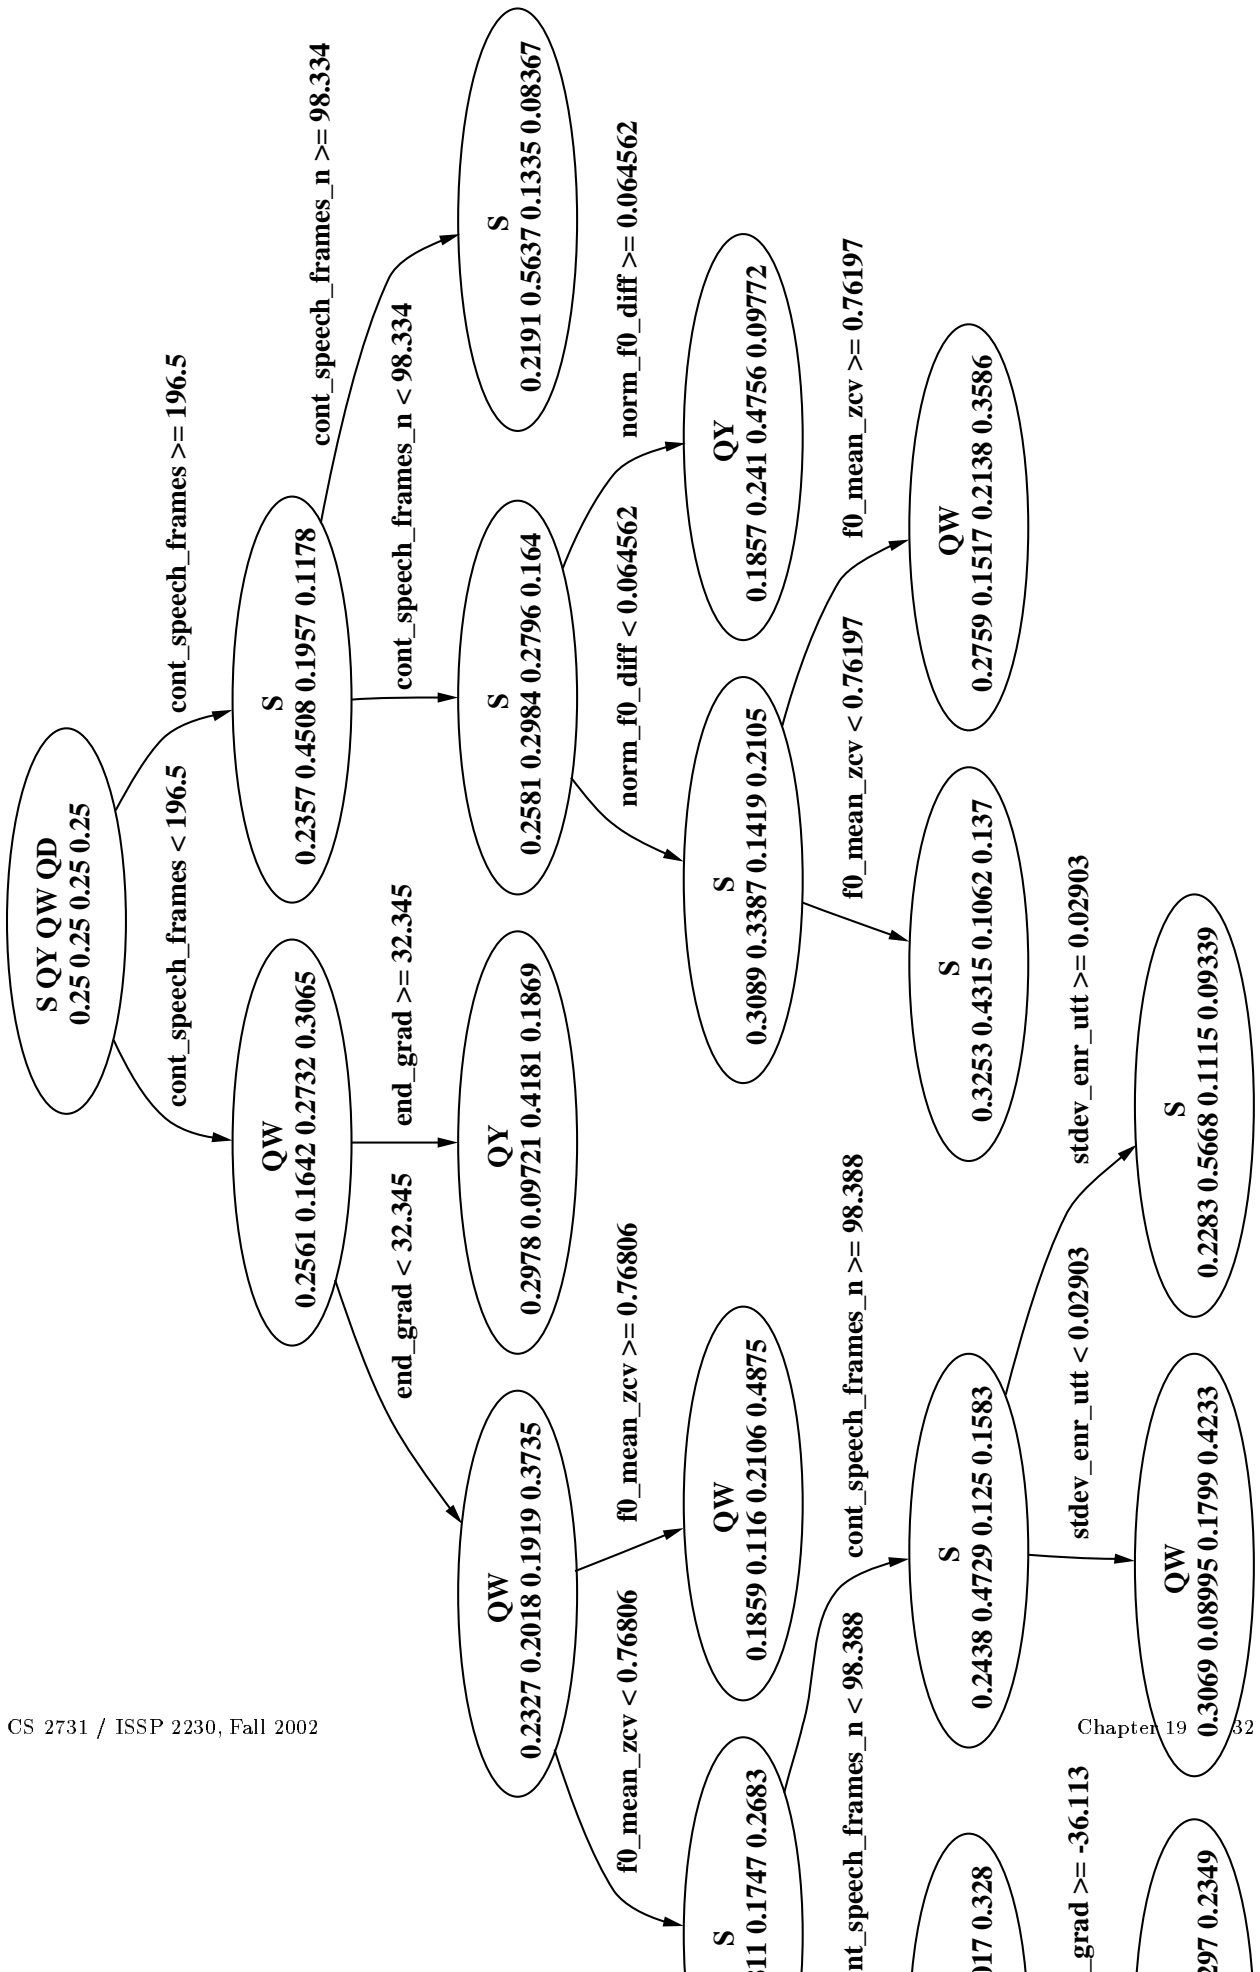 S QY QW QD
0.25 0.25 0.25 0.25
cont_speech_frames < 196.5
cont_speech_frames >= 196.5
QW
0.2561 0.1642 0.2732 0.3065
S
0.2357 0.4508 0.1957 0.1178
end_grad < 32.345
end_grad >= 32.345
cont_speech_frames_n < 98.334
cont_speech_frames_n >= 98.334
QW
0.2327 0.2018 0.1919 0.3735
QY
0.2978 0.09721 0.4181 0.1869
S
0.2581 0.2984 0.2796 0.164
S
0.2191 0.5637 0.1335 0.08367
f0_mean_zcv < 0.76806
f0_mean_zcv >= 0.76806
norm_f0_diff < 0.064562
norm_f0_diff >= 0.064562
S
0.1747 0.2683
QW
0.1859 0.116 0.2106 0.4875
S
0.3089 0.3387 0.1419 0.2105
QY
0.1857 0.241 0.4756 0.09772
nt_speech_frames_n < 98.388
cont_speech_frames_n >= 98.388
f0_mean_zcv < 0.76197
f0_mean_zcv >= 0.76197
0.328
S
0.2438 0.4729 0.125 0.1583
S
0.3253 0.4315 0.1062 0.137
QW
0.2759 0.1517 0.2138 0.3586
_grad >= -36.113
stdev_enr_utt < 0.02903
stdev_enr_utt >= 0.02903
0.2349
QW
0.3069 0.08995 0.1799 0.4233
S
0.2283 0.5668 0.1115 0.09339
CS 2731 / ISSP 2230, Fall 2002
Chapter 19 32